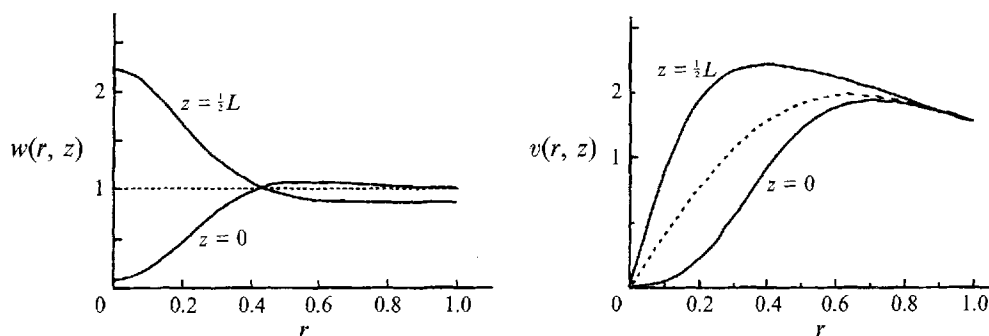 2
w(r, z)
1
0
z = ½L
z = 0
0.2 0.4 0.6 0.8 1.0
r
2
v(r, z)
1
0
z = ½L
z = 0
0.2 0.4 0.6 0.8 1.0
r